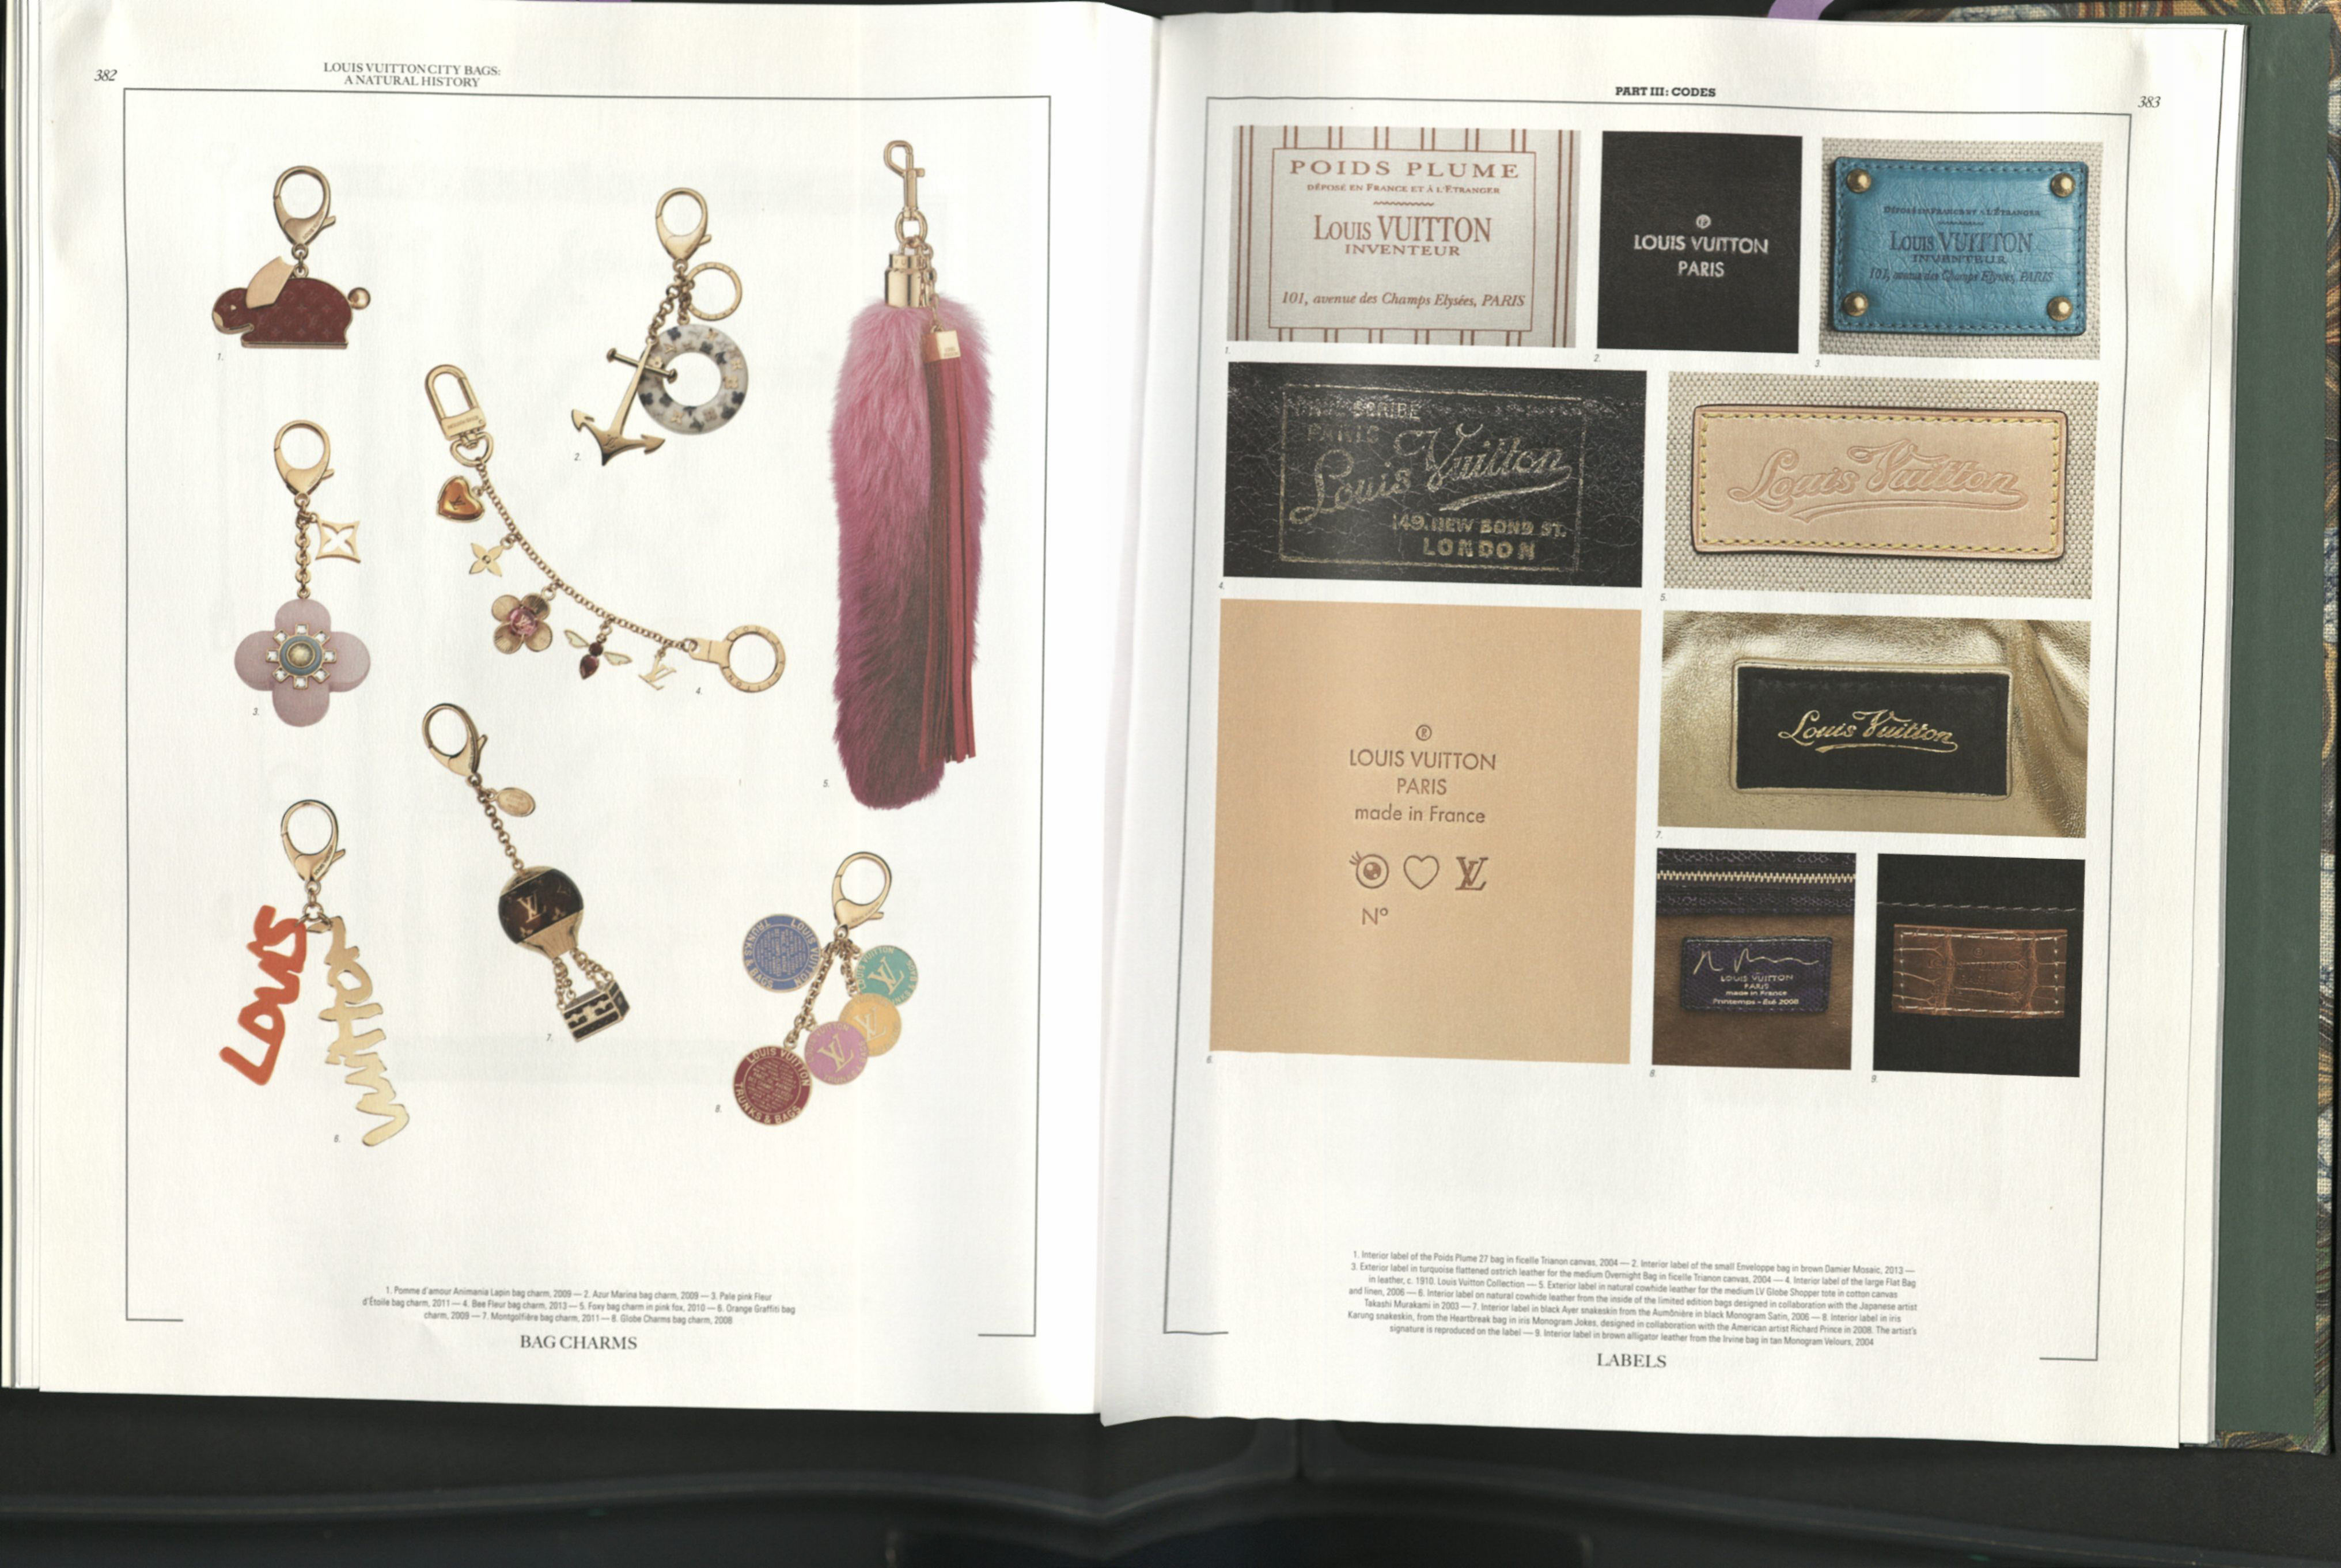 382
LOUIS VUITTON CITY BAGS:
A NATURAL HISTORY
1.
2.
3.
4.
5.
6.
7.
8.
LOUIS
VUITTON
LOUIS VUITTON
TRUNKS & BAGS
1. Pomme d'amour Animania Lapin bag charm, 2009 — 2. Azur Marina bag charm, 2009 — 3. Pale pink Fleur
d'Étoile bag charm, 2011 — 4. Bee Fleur bag charm, 2013 — 5. Foxy bag charm in pink fox, 2010 — 6. Orange Graffiti bag
charm, 2009 — 7. Montgolfière bag charm, 2011 — 8. Globe Charms bag charm, 2008
BAG CHARMS
PART III: CODES
383
POIDS PLUME
DÉPOSÉ EN FRANCE ET À L'ÉTRANGER
LOUIS VUITTON
INVENTEUR
101, avenue des Champs Elysées, PARIS
1.
LOUIS VUITTON
PARIS
2.
DÉPOSÉ EN FRANCE ET À L'ÉTRANGER
LOUIS VUITTON
INVENTEUR
101, avenue des Champs Elysées, PARIS
3.
SCRIBE
PARIS
Louis Vuitton
149, NEW BOND ST.
LONDON
4.
Louis Vuitton
5.
®
LOUIS VUITTON
PARIS
made in France
LV
Nº
6.
Louis Vuitton
7.
LOUIS VUITTON
PARIS
made in France
Printemps - Eté 2008
8.
9.
1. Interior label of the Poids Plume 27 bag in ficelle Trianon canvas, 2004 — 2. Interior label of the small Enveloppe bag in brown Damier Mosaic, 2013 —
3. Exterior label in turquoise flattened ostrich leather for the medium Overnight Bag in ficelle Trianon canvas, 2004 — 4. Interior label of the large Flat Bag
in leather, c. 1910. Louis Vuitton Collection — 5. Exterior label in natural cowhide leather for the medium LV Globe Shopper tote in cotton canvas
and linen, 2006 — 6. Interior label on natural cowhide leather from the inside of the limited edition bags designed in collaboration with the Japanese artist
Takashi Murakami in 2003 — 7. Interior label in black Ayer snakeskin from the Aumônière in black Monogram Satin, 2006 — 8. Interior label in iris
Karung snakeskin, from the Heartbreak bag in iris Monogram Jokes, designed in collaboration with the American artist Richard Prince in 2008. The artist's
signature is reproduced on the label — 9. Interior label in brown alligator leather from the Irvine bag in tan Monogram Velours, 2004
LABELS